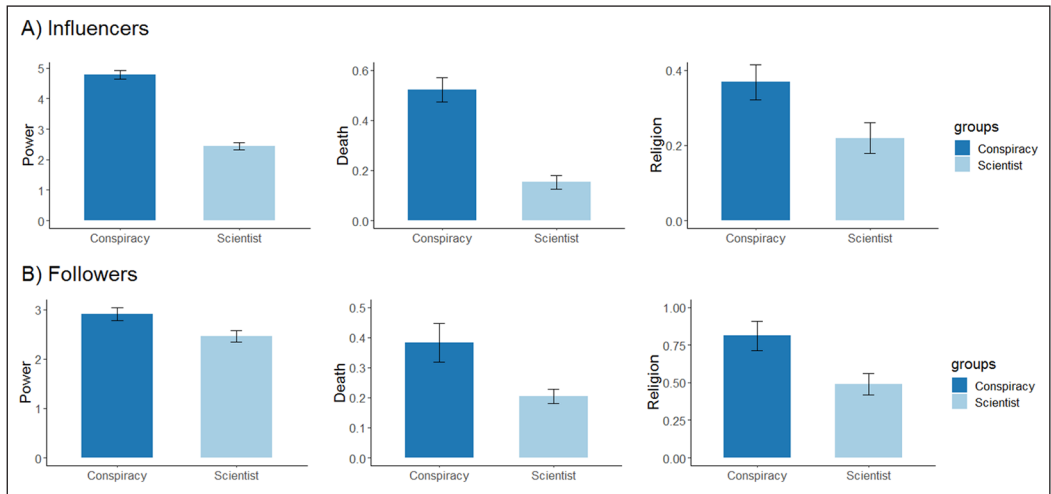 A) Influencers
Power
5
4
3
2
1
0
Conspiracy Scientist
Death
0.6
0.4
0.2
0.0
Conspiracy Scientist
Religion
0.4
0.2
0.0
Conspiracy Scientist
groups
Conspiracy
Scientist
B) Followers
Power
3
2
1
0
Conspiracy Scientist
Death
0.5
0.4
0.3
0.2
0.1
0.0
Conspiracy Scientist
Religion
1.00
0.75
0.50
0.25
0.00
Conspiracy Scientist
groups
Conspiracy
Scientist